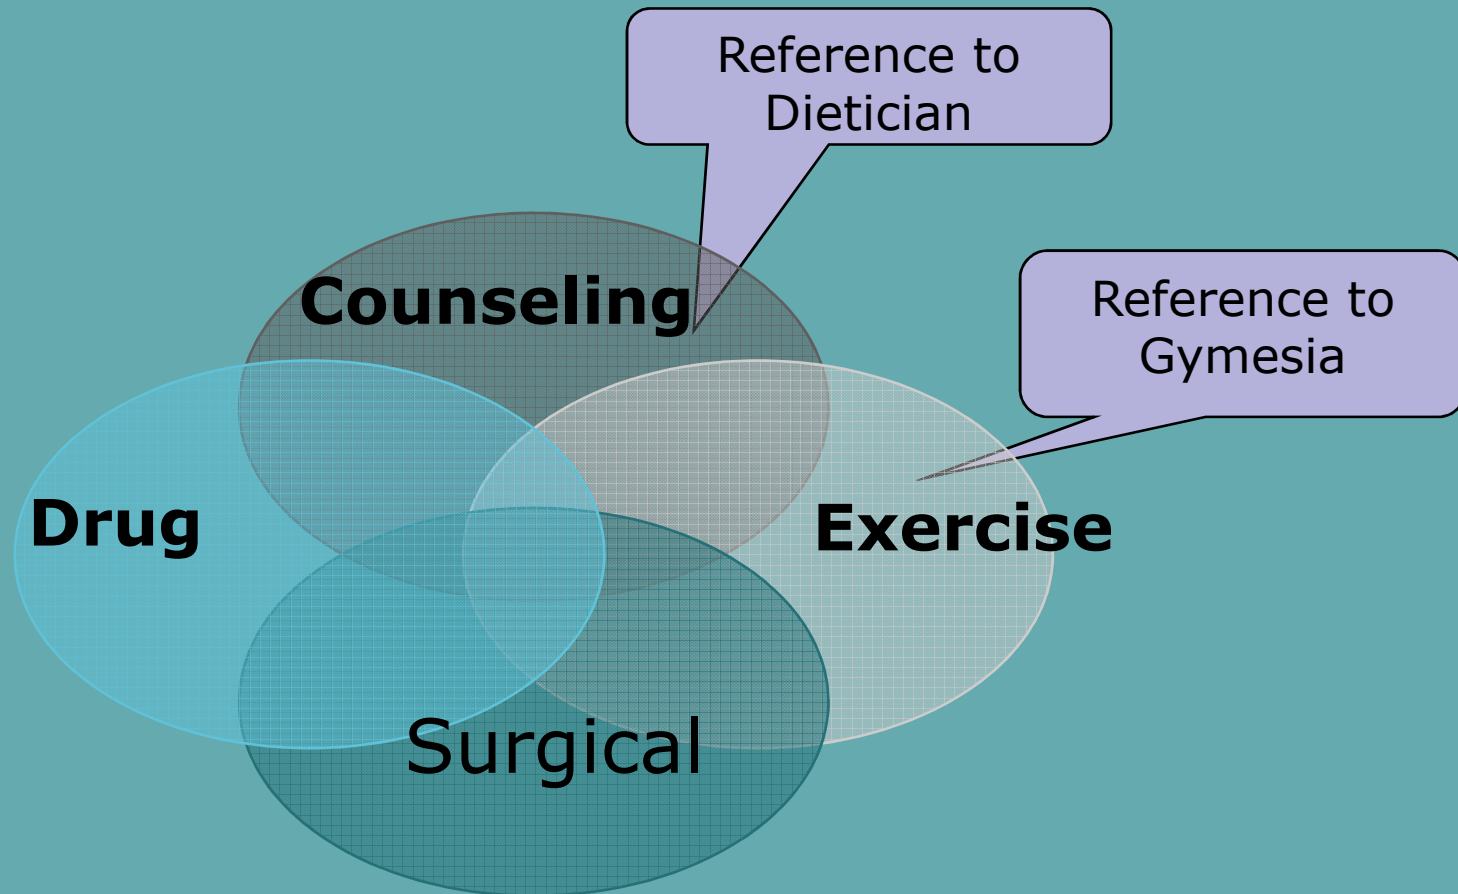 Reference to
Dietician
Counseling
Reference to
Gymesia
Drug
Exercise
Surgical